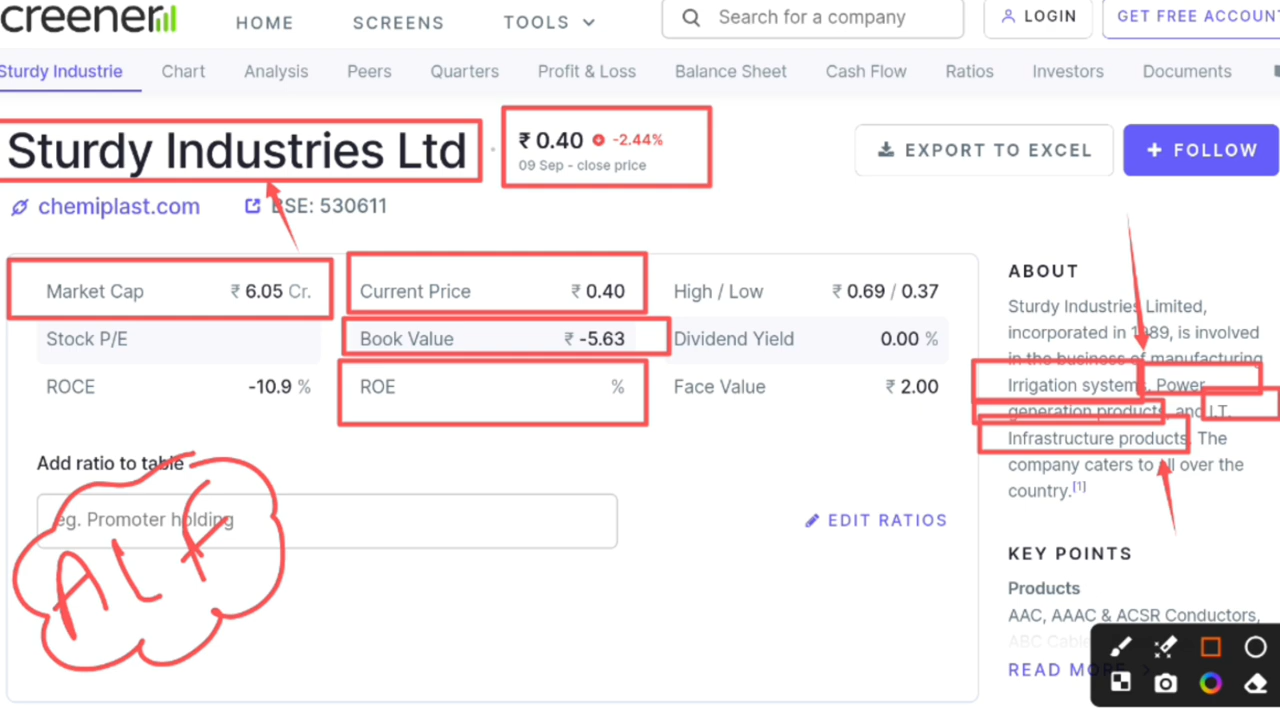 creener
HOME SCREENS TOOLS
Search for a company
LOGIN
GET FREE ACCOUNT
Sturdy Industrie Chart Analysis Peers Quarters Profit & Loss Balance Sheet Cash Flow Ratios Investors Documents
Sturdy Industries Ltd
₹ 0.40 -2.44%
09 Sep - close price
EXPORT TO EXCEL
+ FOLLOW
chemiplast.com BSE: 530611
Market Cap ₹ 6.05 Cr.
Current Price ₹ 0.40
High / Low ₹ 0.69 / 0.37
Stock P/E
Book Value ₹ -5.63
Dividend Yield 0.00 %
ROCE -10.9 %
ROE %
Face Value ₹ 2.00
Add ratio to table
eg. Promoter holding
EDIT RATIOS
ALF
ABOUT
Sturdy Industries Limited,
incorporated in 1989, is involved
in the business of manufacturing
Irrigation systems, Power
generation products, and I.T.
Infrastructure products. The
company caters to all over the
country.[1]
KEY POINTS
Products
AAC, AAAC & ACSR Conductors,
ABC Cable
READ MORE